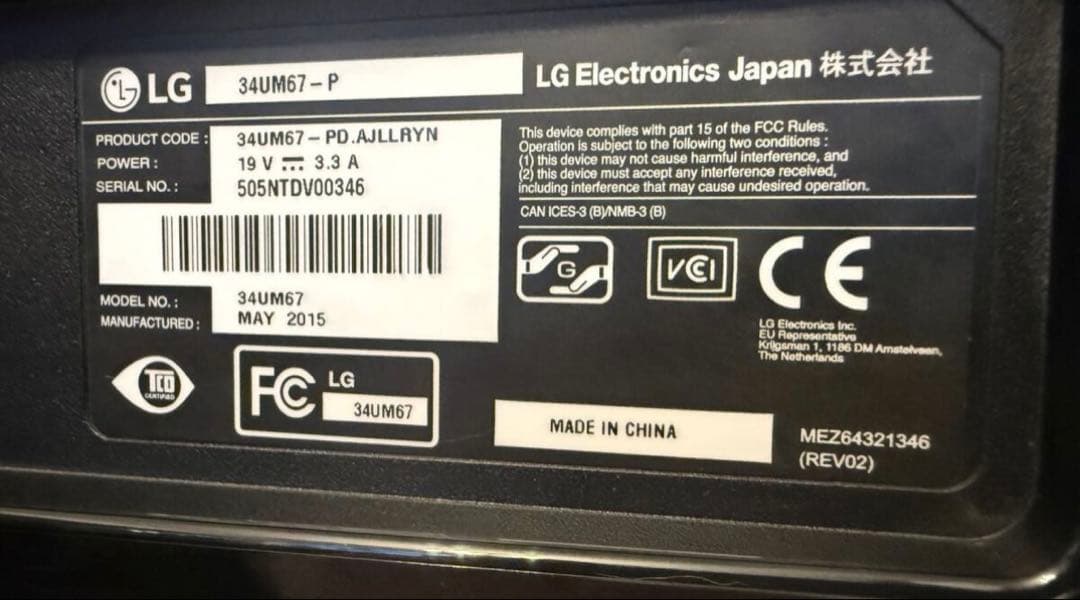 LG 34UM67-P LG Electronics Japan 株式会社
PRODUCT CODE : 34UM67-PD.AJLLRYN
POWER : 19 V ⎓ 3.3 A
SERIAL NO. : 505NTDV00346
MODEL NO. : 34UM67
MANUFACTURED : MAY 2015
This device complies with part 15 of the FCC Rules.
Operation is subject to the following two conditions :
(1) this device may not cause harmful interference, and
(2) this device must accept any interference received,
including interference that may cause undesired operation.
CAN ICES-3 (B)/NMB-3 (B)
G
VCCI
CE
LG Electronics Inc.
EU Representative
Krijgsman 1, 1186 DM Amstelveen,
The Netherlands
TCO
CERTIFIED
FC LG
34UM67
MADE IN CHINA
MEZ64321346
(REV02)